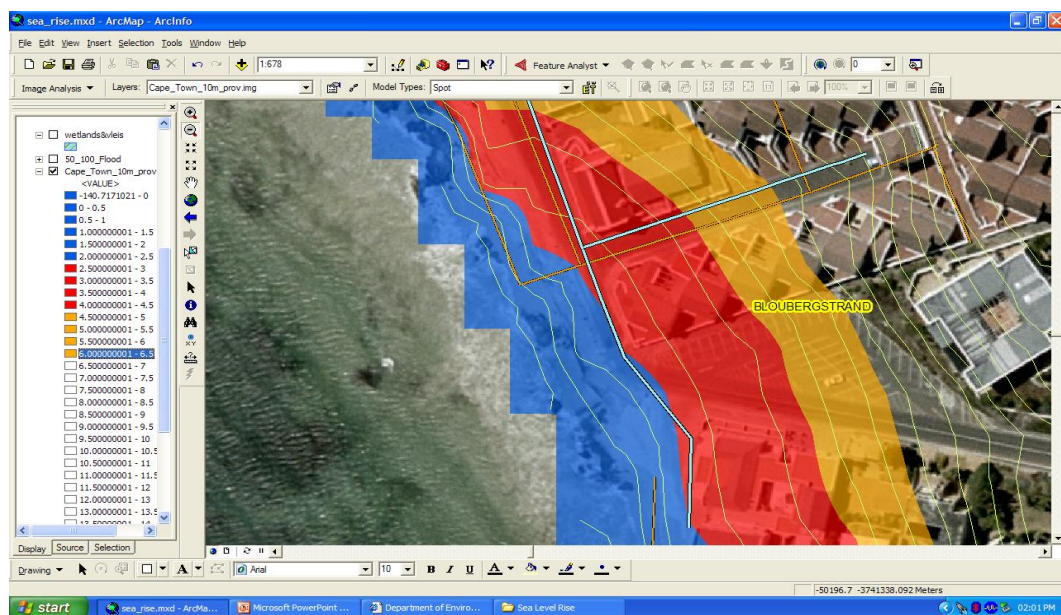 sea_rise.mxd - ArcMap - ArcInfo
File Edit View Insert Selection Tools Window Help
1:678
Feature Analyst
0
Image Analysis
Layers:
Cape_Town_10m_prov.img
Model Types:
Spot
100%
wetlands&vleis
50_100_Flood
Cape_Town_10m_prov
<VALUE>
-140.7171021 - 0
0 - 0.5
0.5 - 1
1.000000001 - 1.5
1.500000001 - 2
2.000000001 - 2.5
2.500000001 - 3
3.000000001 - 3.5
3.500000001 - 4
4.000000001 - 4.5
4.500000001 - 5
5.000000001 - 5.5
5.500000001 - 6
6.000000001 - 6.5
6.500000001 - 7
7.000000001 - 7.5
7.500000001 - 8
8.000000001 - 8.5
8.500000001 - 9
9.000000001 - 9.5
9.500000001 - 10
10.00000001 - 10.5
10.50000001 - 11
11.00000001 - 11.5
11.50000001 - 12
12.00000001 - 13
13.00000001 - 13.5
13.50000001 - 14
BLOUBERGSTRAND
Display Source Selection
Drawing
A
Arial
10
B I U
A
-50196.7 -3741338.092 Meters
start
sea_rise.mxd - ArcMa...
Microsoft PowerPoint ...
Department of Enviro...
Sea Level Rise
02:01 PM